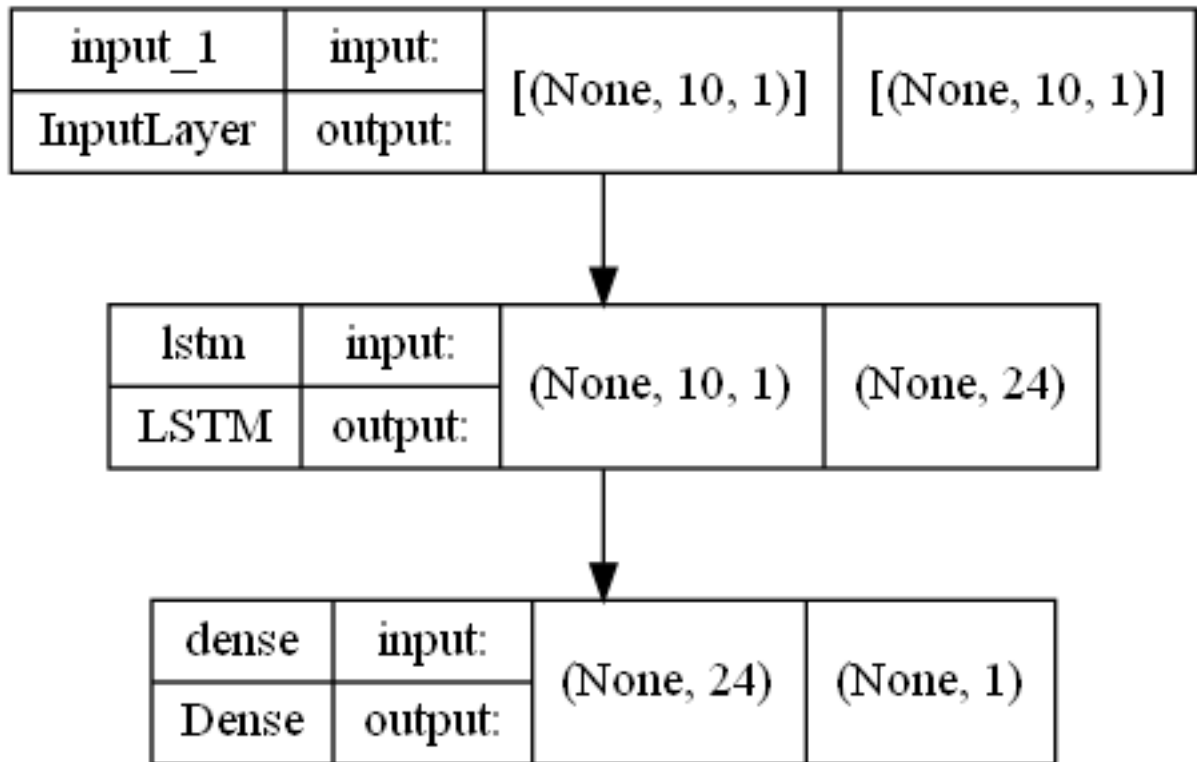 input_1 input: [(None, 10, 1)] [(None, 10, 1)]
InputLayer output:
lstm input: (None, 10, 1) (None, 24)
LSTM output:
dense input: (None, 24) (None, 1)
Dense output: